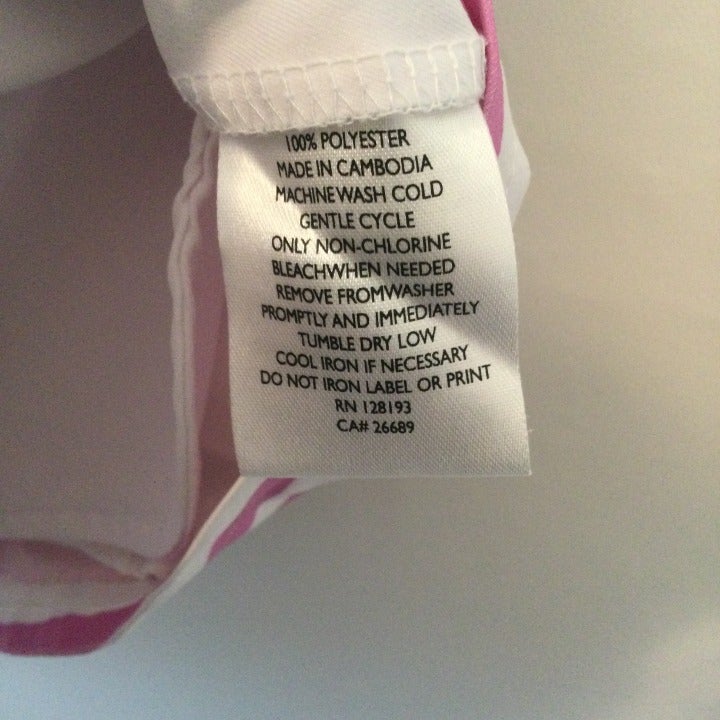 100% POLYESTER
MADE IN CAMBODIA
MACHINEWASH COLD
GENTLE CYCLE
ONLY NON-CHLORINE
BLEACHWHEN NEEDED
REMOVE FROMWASHER
PROMPTLY AND IMMEDIATELY
TUMBLE DRY LOW
COOL IRON IF NECESSARY
DO NOT IRON LABEL OR PRINT
RN 128193
CA# 26689